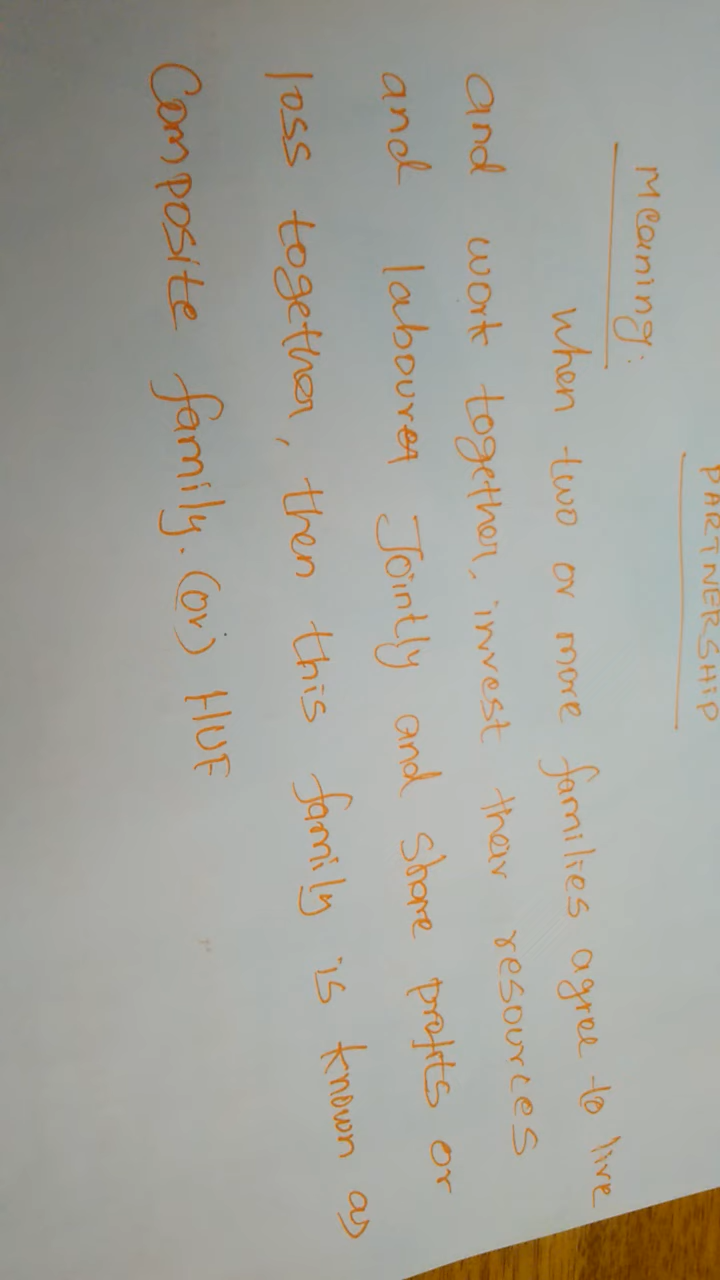 PARTNERSHIP
Meaning:
When two or more families agree to live
and work together, invest their resources
and labourer Jointly and share profits or
loss together, then this family is known as
Composite family. (or) HUF